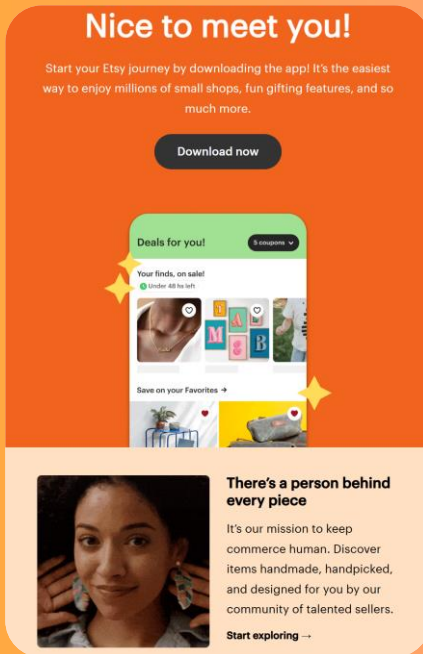 Nice to meet you!
Start your Etsy journey by downloading the app! It's the easiest
way to enjoy millions of small shops, fun gifting features, and so
much more.
Download now
Deals for you!
5 coupons
Your finds, on sale!
Under 48 hs left
Y A
M & B
Save on your Favorites →
There's a person behind
every piece
It's our mission to keep
commerce human. Discover
items handmade, handpicked,
and designed for you by our
community of talented sellers.
Start exploring →